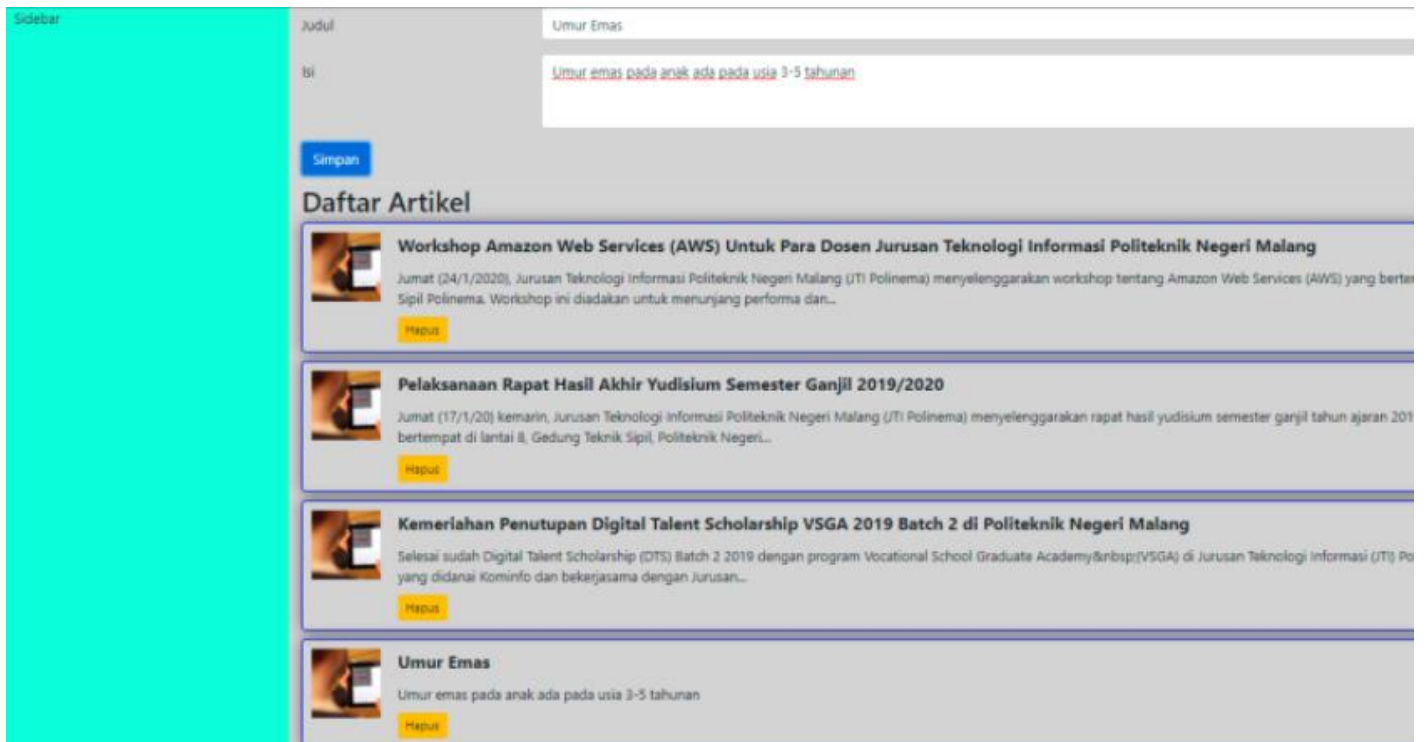 Sidebar
Judul
Umur Emas
Isi
Umur emas pada anak ada pada usia 3-5 tahunan
Simpan
Daftar Artikel
Workshop Amazon Web Services (AWS) Untuk Para Dosen Jurusan Teknologi Informasi Politeknik Negeri Malang
Jumat (24/1/2020), Jurusan Teknologi Informasi Politeknik Negeri Malang (JTI Polinema) menyelenggarakan workshop tentang Amazon Web Services (AWS) yang
Sipil Polinema. Workshop ini diadakan untuk menunjang performa dan...
Hapus
Pelaksanaan Rapat Hasil Akhir Yudisium Semester Ganjil 2019/2020
Jumat (17/1/20) kemarin, Jurusan Teknologi Informasi Politeknik Negeri Malang (JTI Polinema) menyelenggarakan rapat hasil yudisium semester ganjil tahun ajaran 201
bertempat di lantai 8, Gedung Teknik Sipil, Politeknik Negeri...
Hapus
Kemeriahan Penutupan Digital Talent Scholarship VSGA 2019 Batch 2 di Politeknik Negeri Malang
Selesai sudah Digital Talent Scholarship (DTS) Batch 2 2019 dengan program Vocational School Graduate Academy&nbsp;(VSGA) di Jurusan Teknologi Informasi (JTI) Po
yang didanai Kominfo dan bekerjasama dengan Jurusan...
Hapus
Umur Emas
Umur emas pada anak ada pada usia 3-5 tahunan
Hapus